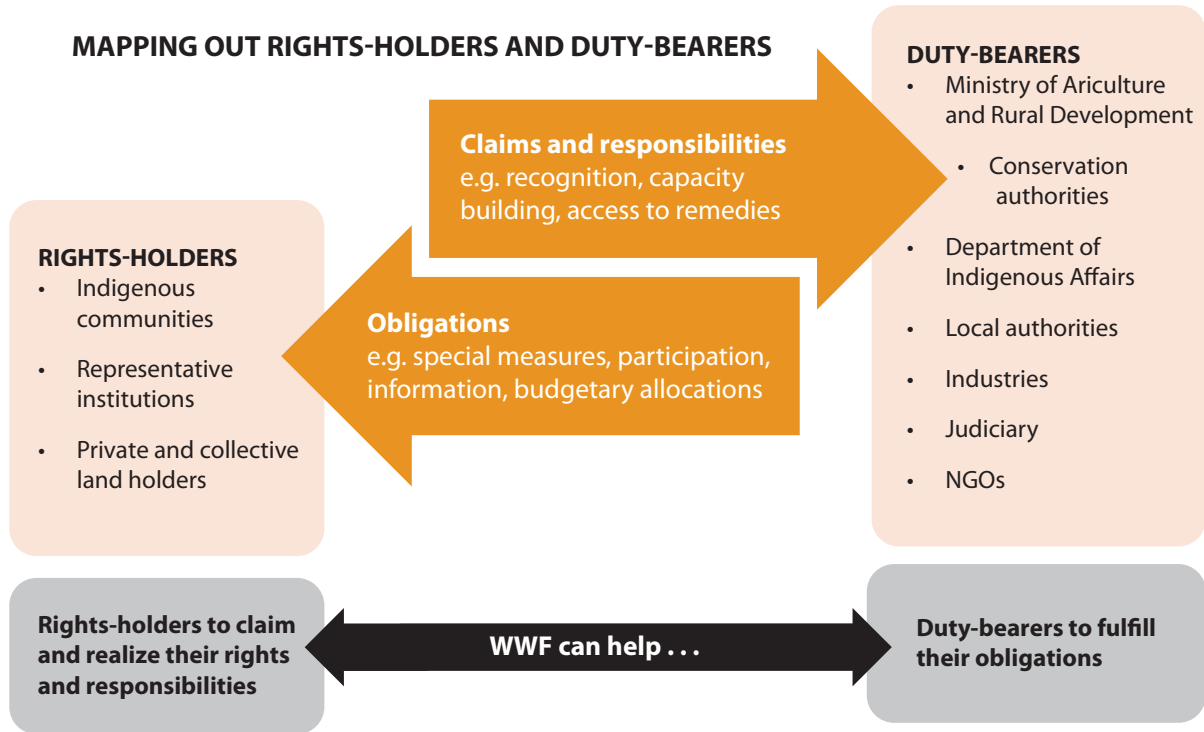 MAPPING OUT RIGHTS-HOLDERS AND DUTY-BEARERS
RIGHTS-HOLDERS
• Indigenous
communities
• Representative
institutions
• Private and collective
land holders
Claims and responsibilities
e.g. recognition, capacity
building, access to remedies
Obligations
e.g. special measures, participation,
information, budgetary allocations
DUTY-BEARERS
• Ministry of Ariculture
and Rural Development
• Conservation
authorities
• Department of
Indigenous Affairs
• Local authorities
• Industries
• Judiciary
• NGOs
Rights-holders to claim
and realize their rights
and responsibilities
WWF can help . . .
Duty-bearers to fulfill
their obligations